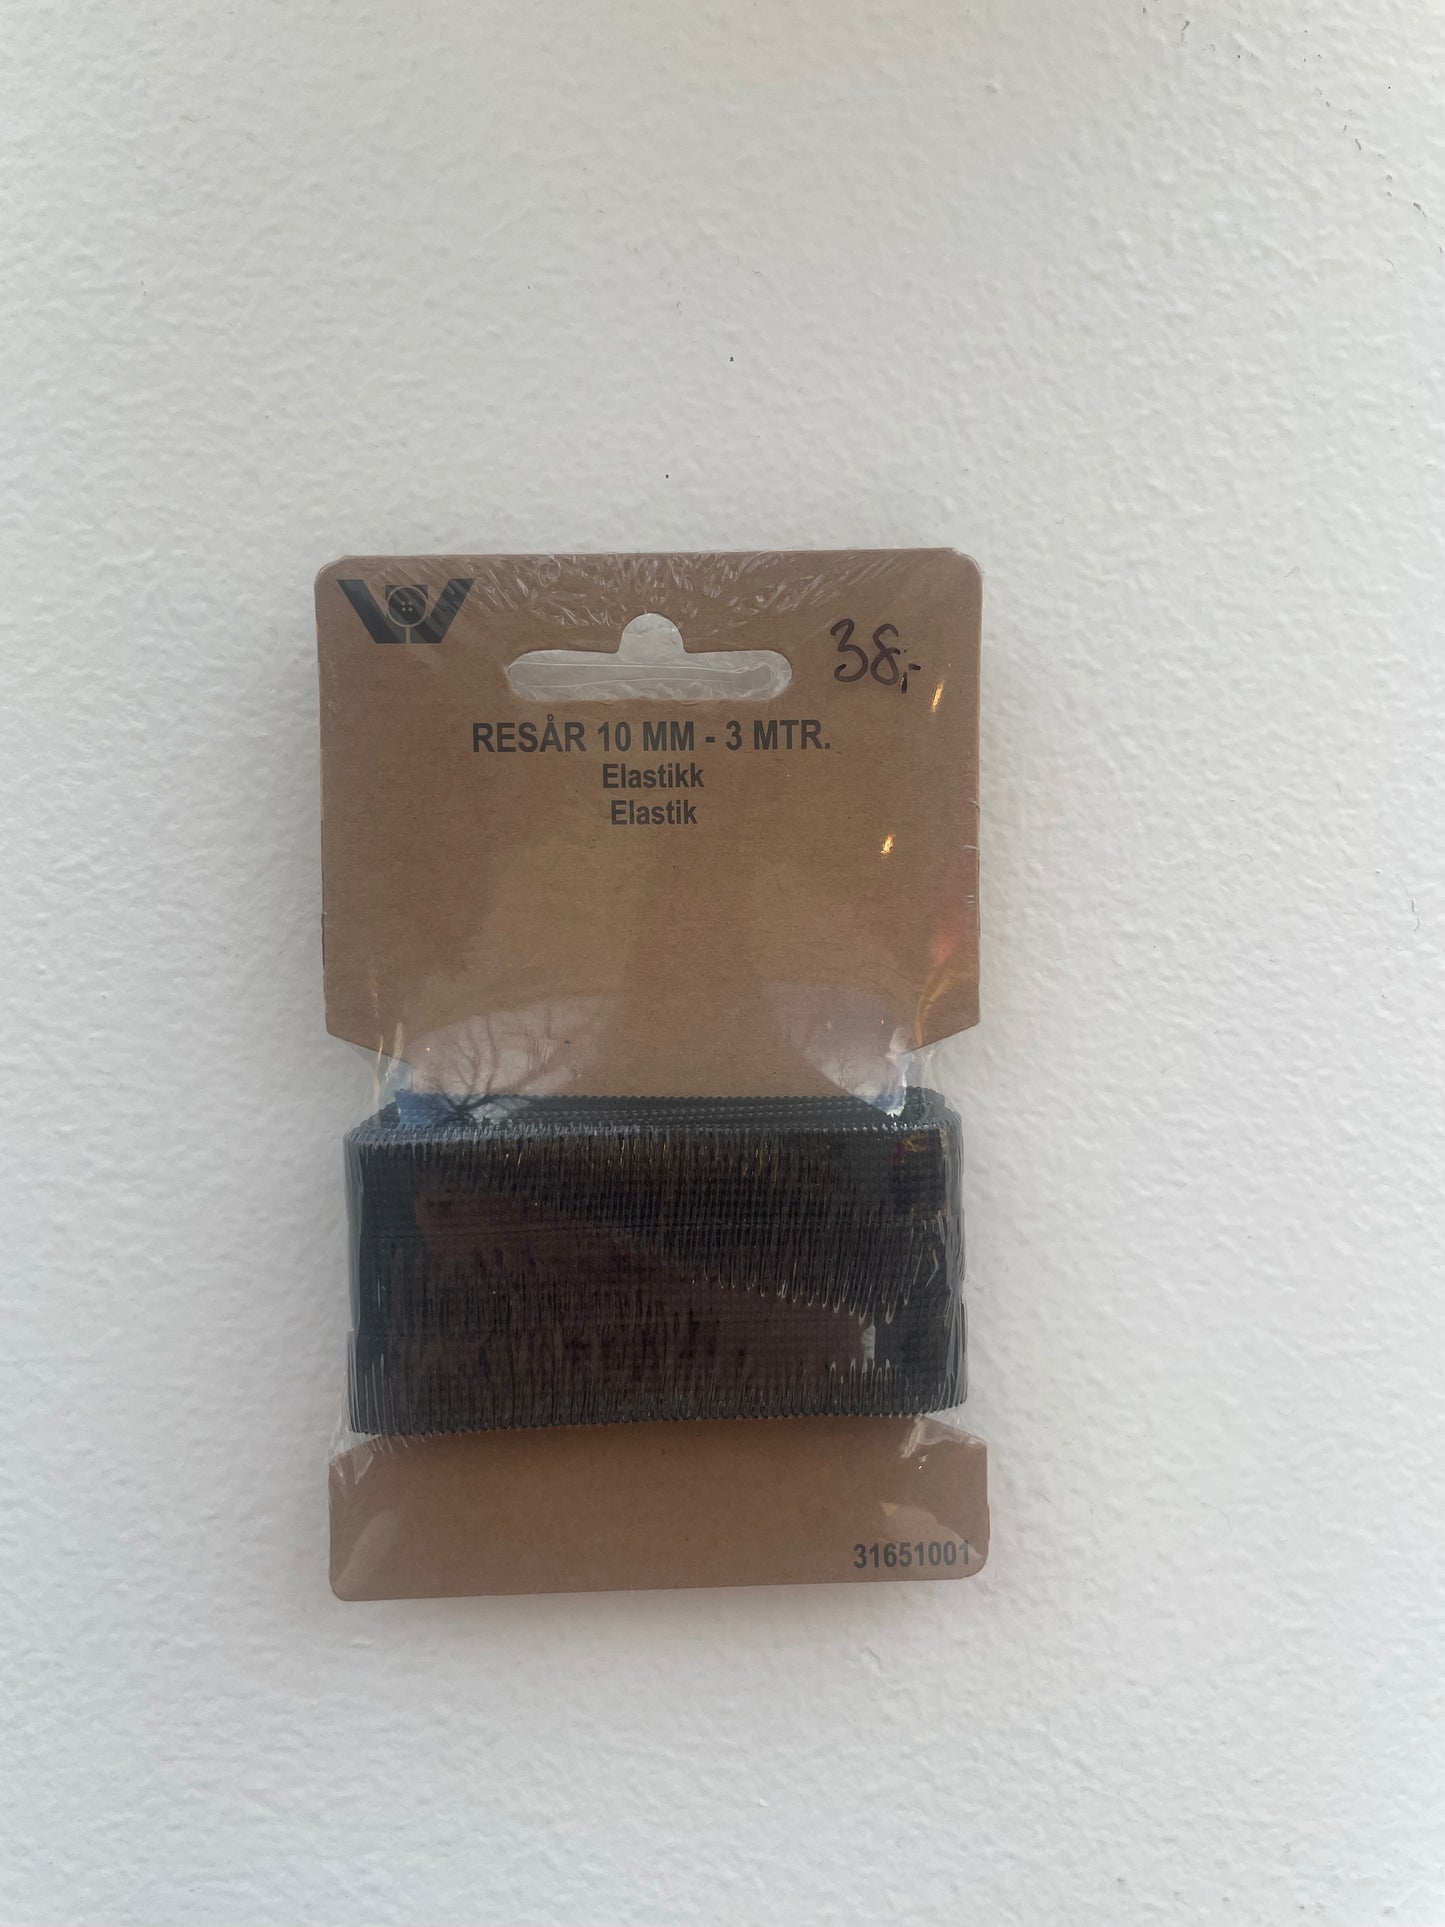 38,-
RESÅR 10 MM - 3 MTR.
Elastikk
Elastik
31651001